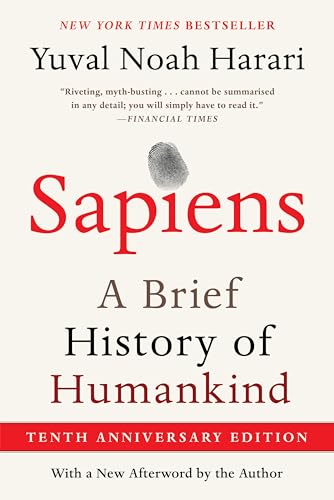 NEW YORK TIMES BESTSELLER
Yuval Noah Harari
“Riveting, myth-busting . . . cannot be summarised
in any detail; you will simply have to read it.”
—FINANCIAL TIMES
Sapiens
A Brief
History of
Humankind
TENTH ANNIVERSARY EDITION
With a New Afterword by the Author